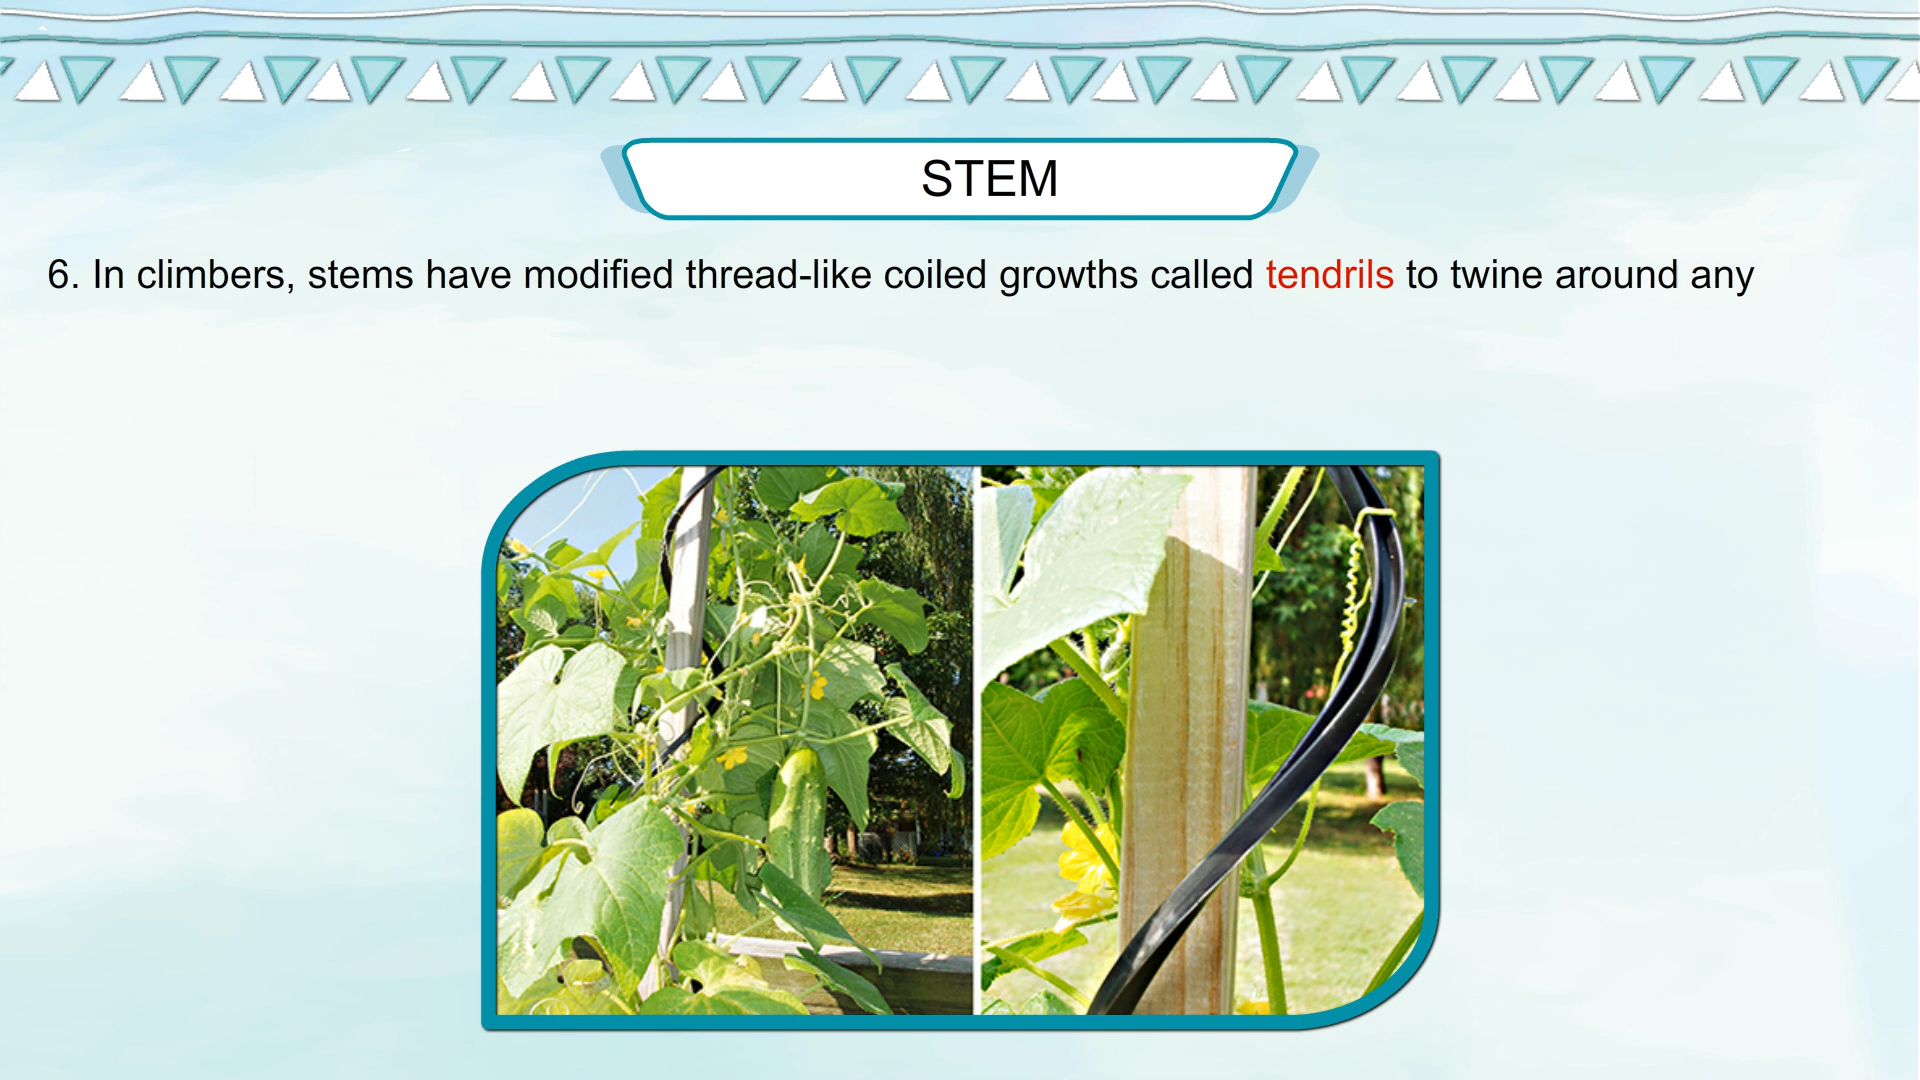 STEM
6. In climbers, stems have modified thread-like coiled growths called tendrils to twine around any